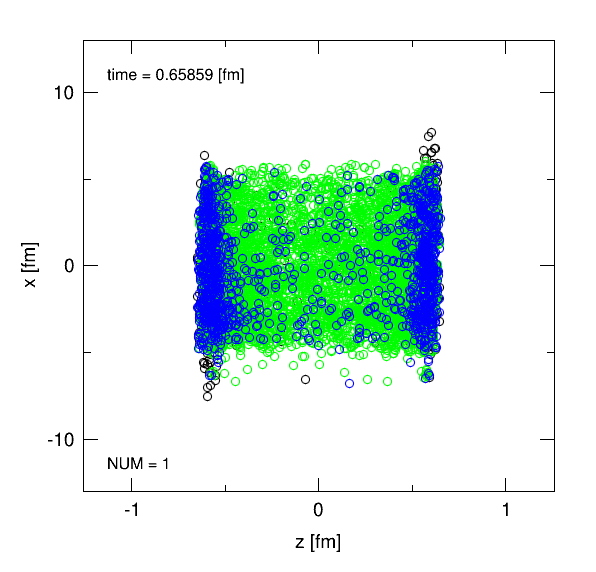 time = 0.65859 [fm]
10
0
-10
x [fm]
NUM = 1
-1 0 1
z [fm]